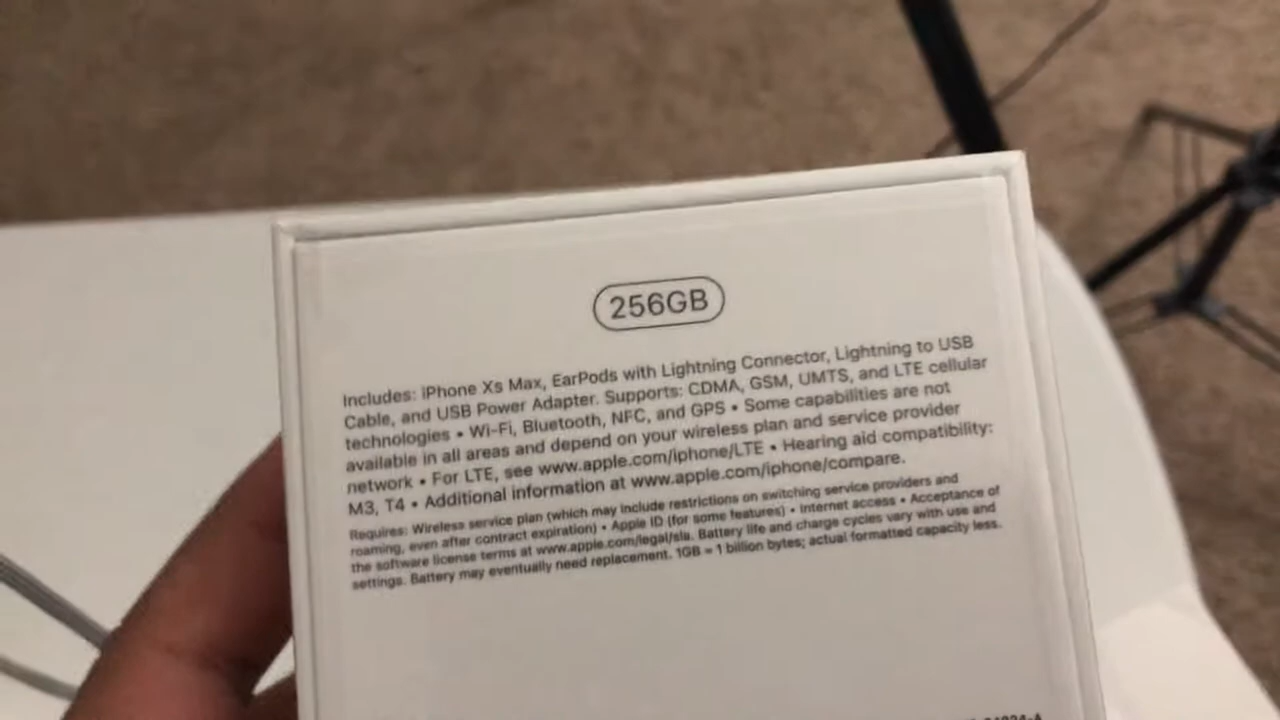 256GB
Includes: iPhone Xs Max, EarPods with Lightning Connector, Lightning to USB
Cable, and USB Power Adapter. Supports: CDMA, GSM, UMTS, and LTE cellular
technologies • Wi-Fi, Bluetooth, NFC, and GPS • Some capabilities are not
available in all areas and depend on your wireless plan and service provider
network • For LTE, see www.apple.com/iphone/LTE • Hearing aid compatibility:
M3, T4 • Additional information at www.apple.com/iphone/compare.
Requires: Wireless service plan (which may include restrictions on switching service providers and
roaming, even after contract expiration) • Apple ID (for some features) • Internet access • Acceptance of
the software license terms at www.apple.com/legal/sla. Battery life and charge cycles vary with use and
settings. Battery may eventually need replacement. 1GB = 1 billion bytes; actual formatted capacity less.